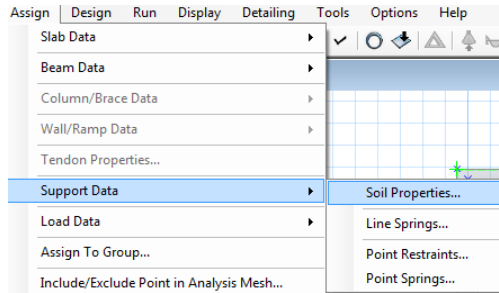 Assign Design Run Display Detailing Tools Options Help
Slab Data
Beam Data
Column/Brace Data
Wall/Ramp Data
Tendon Properties...
Support Data
Soil Properties...
Load Data
Line Springs...
Assign To Group...
Point Restraints...
Include/Exclude Point in Analysis Mesh...
Point Springs...